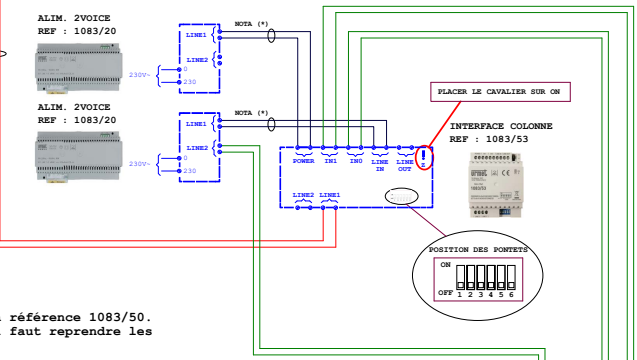 ALIM. 2VOICE
REF : 1083/20
NOTA (*)
LINE1
LINE2
230V~
0
230
ALIM. 2VOICE
REF : 1083/20
NOTA (*)
LINE1
LINE2
230V~
0
230
PLACER LE CAVALIER SUR ON
INTERFACE COLONNE
REF : 1083/53
POWER IN1 IN0 LINE IN LINE OUT Z
LINE2 LINE1
1083/53
POSITION DES PONTETS
ON
OFF 1 2 3 4 5 6
référence 1083/50.
faut reprendre les